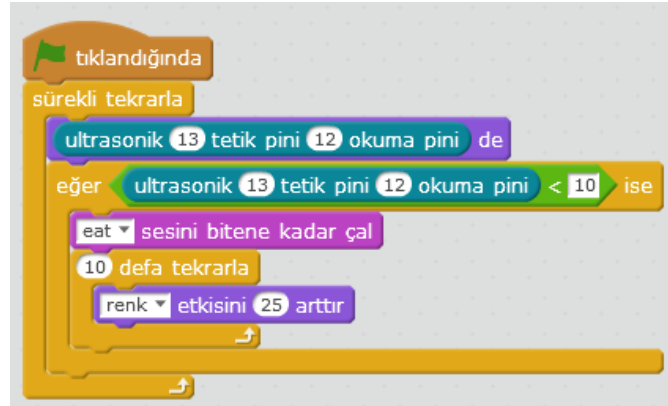 tıklandığında
sürekli tekrarla
ultrasonik 13 tetik pini 12 okuma pini de
eğer ultrasonik 13 tetik pini 12 okuma pini < 10 ise
eat sesini bitene kadar çal
10 defa tekrarla
renk etkisini 25 arttır